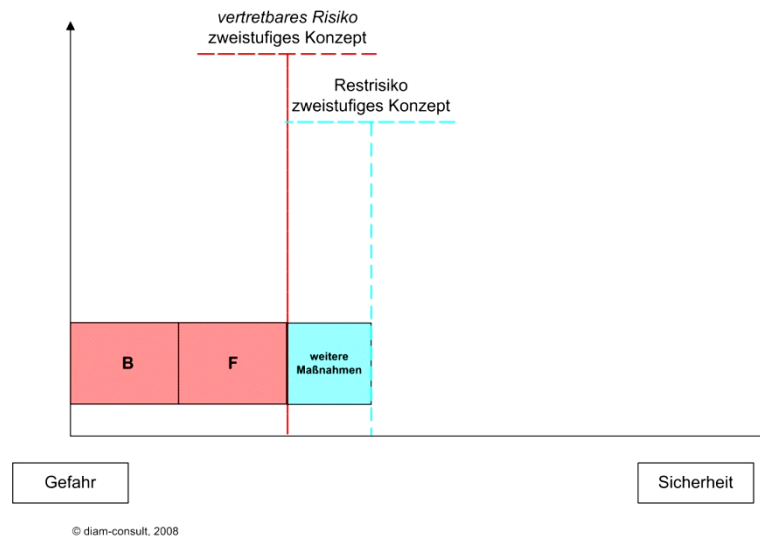 vertretbares Risiko
zweistufiges Konzept
Restrisiko
zweistufiges Konzept
B
F
weitere
Maßnahmen
Gefahr
Sicherheit
© diam-consult, 2008